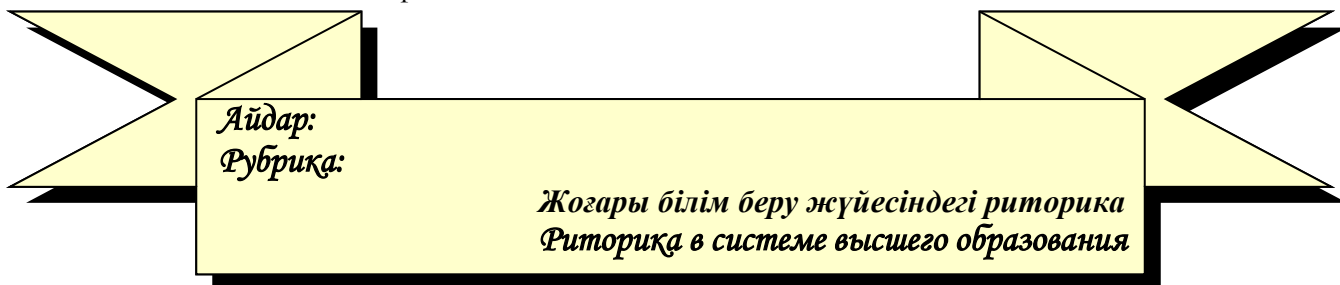 Айдар:
Рубрика:
Жоғары білім беру жүйесіндегі риторика
Риторика в системе высшего образования